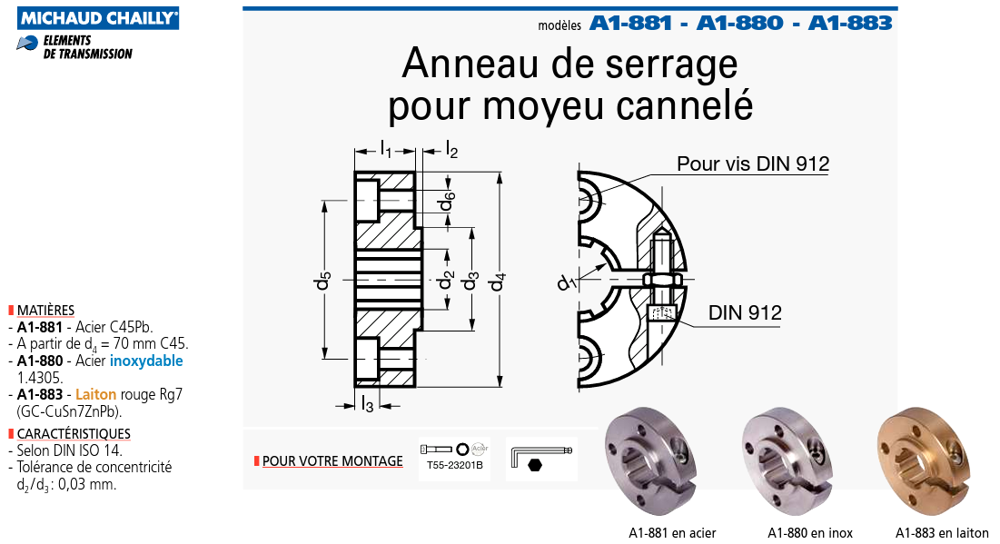 MICHAUD CHAILLY®
ELEMENTS
DE TRANSMISSION
modèles A1-881 - A1-880 - A1-883
Anneau de serrage
pour moyeu cannelé
l1
l2
Pour vis DIN 912
d6
d5
d2
d3
d4
d1
DIN 912
l3
MATIÈRES
- A1-881 - Acier C45Pb.
- A partir de d4 = 70 mm C45.
- A1-880 - Acier inoxydable
1.4305.
- A1-883 - Laiton rouge Rg7
(GC-CuSn7ZnPb).
CARACTÉRISTIQUES
- Selon DIN ISO 14.
- Tolérance de concentricité
d2/d3 : 0,03 mm.
POUR VOTRE MONTAGE
Acier
T55-23201B
A1-881 en acier
A1-880 en inox
A1-883 en laiton